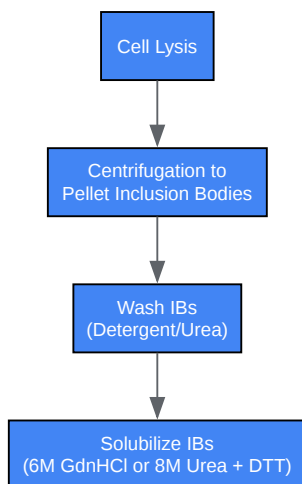 Cell Lysis
Centrifugation to
Pellet Inclusion Bodies
Wash IBs
(Detergent/Urea)
Solubilize IBs
(6M GdnHCl or 8M Urea + DTT)